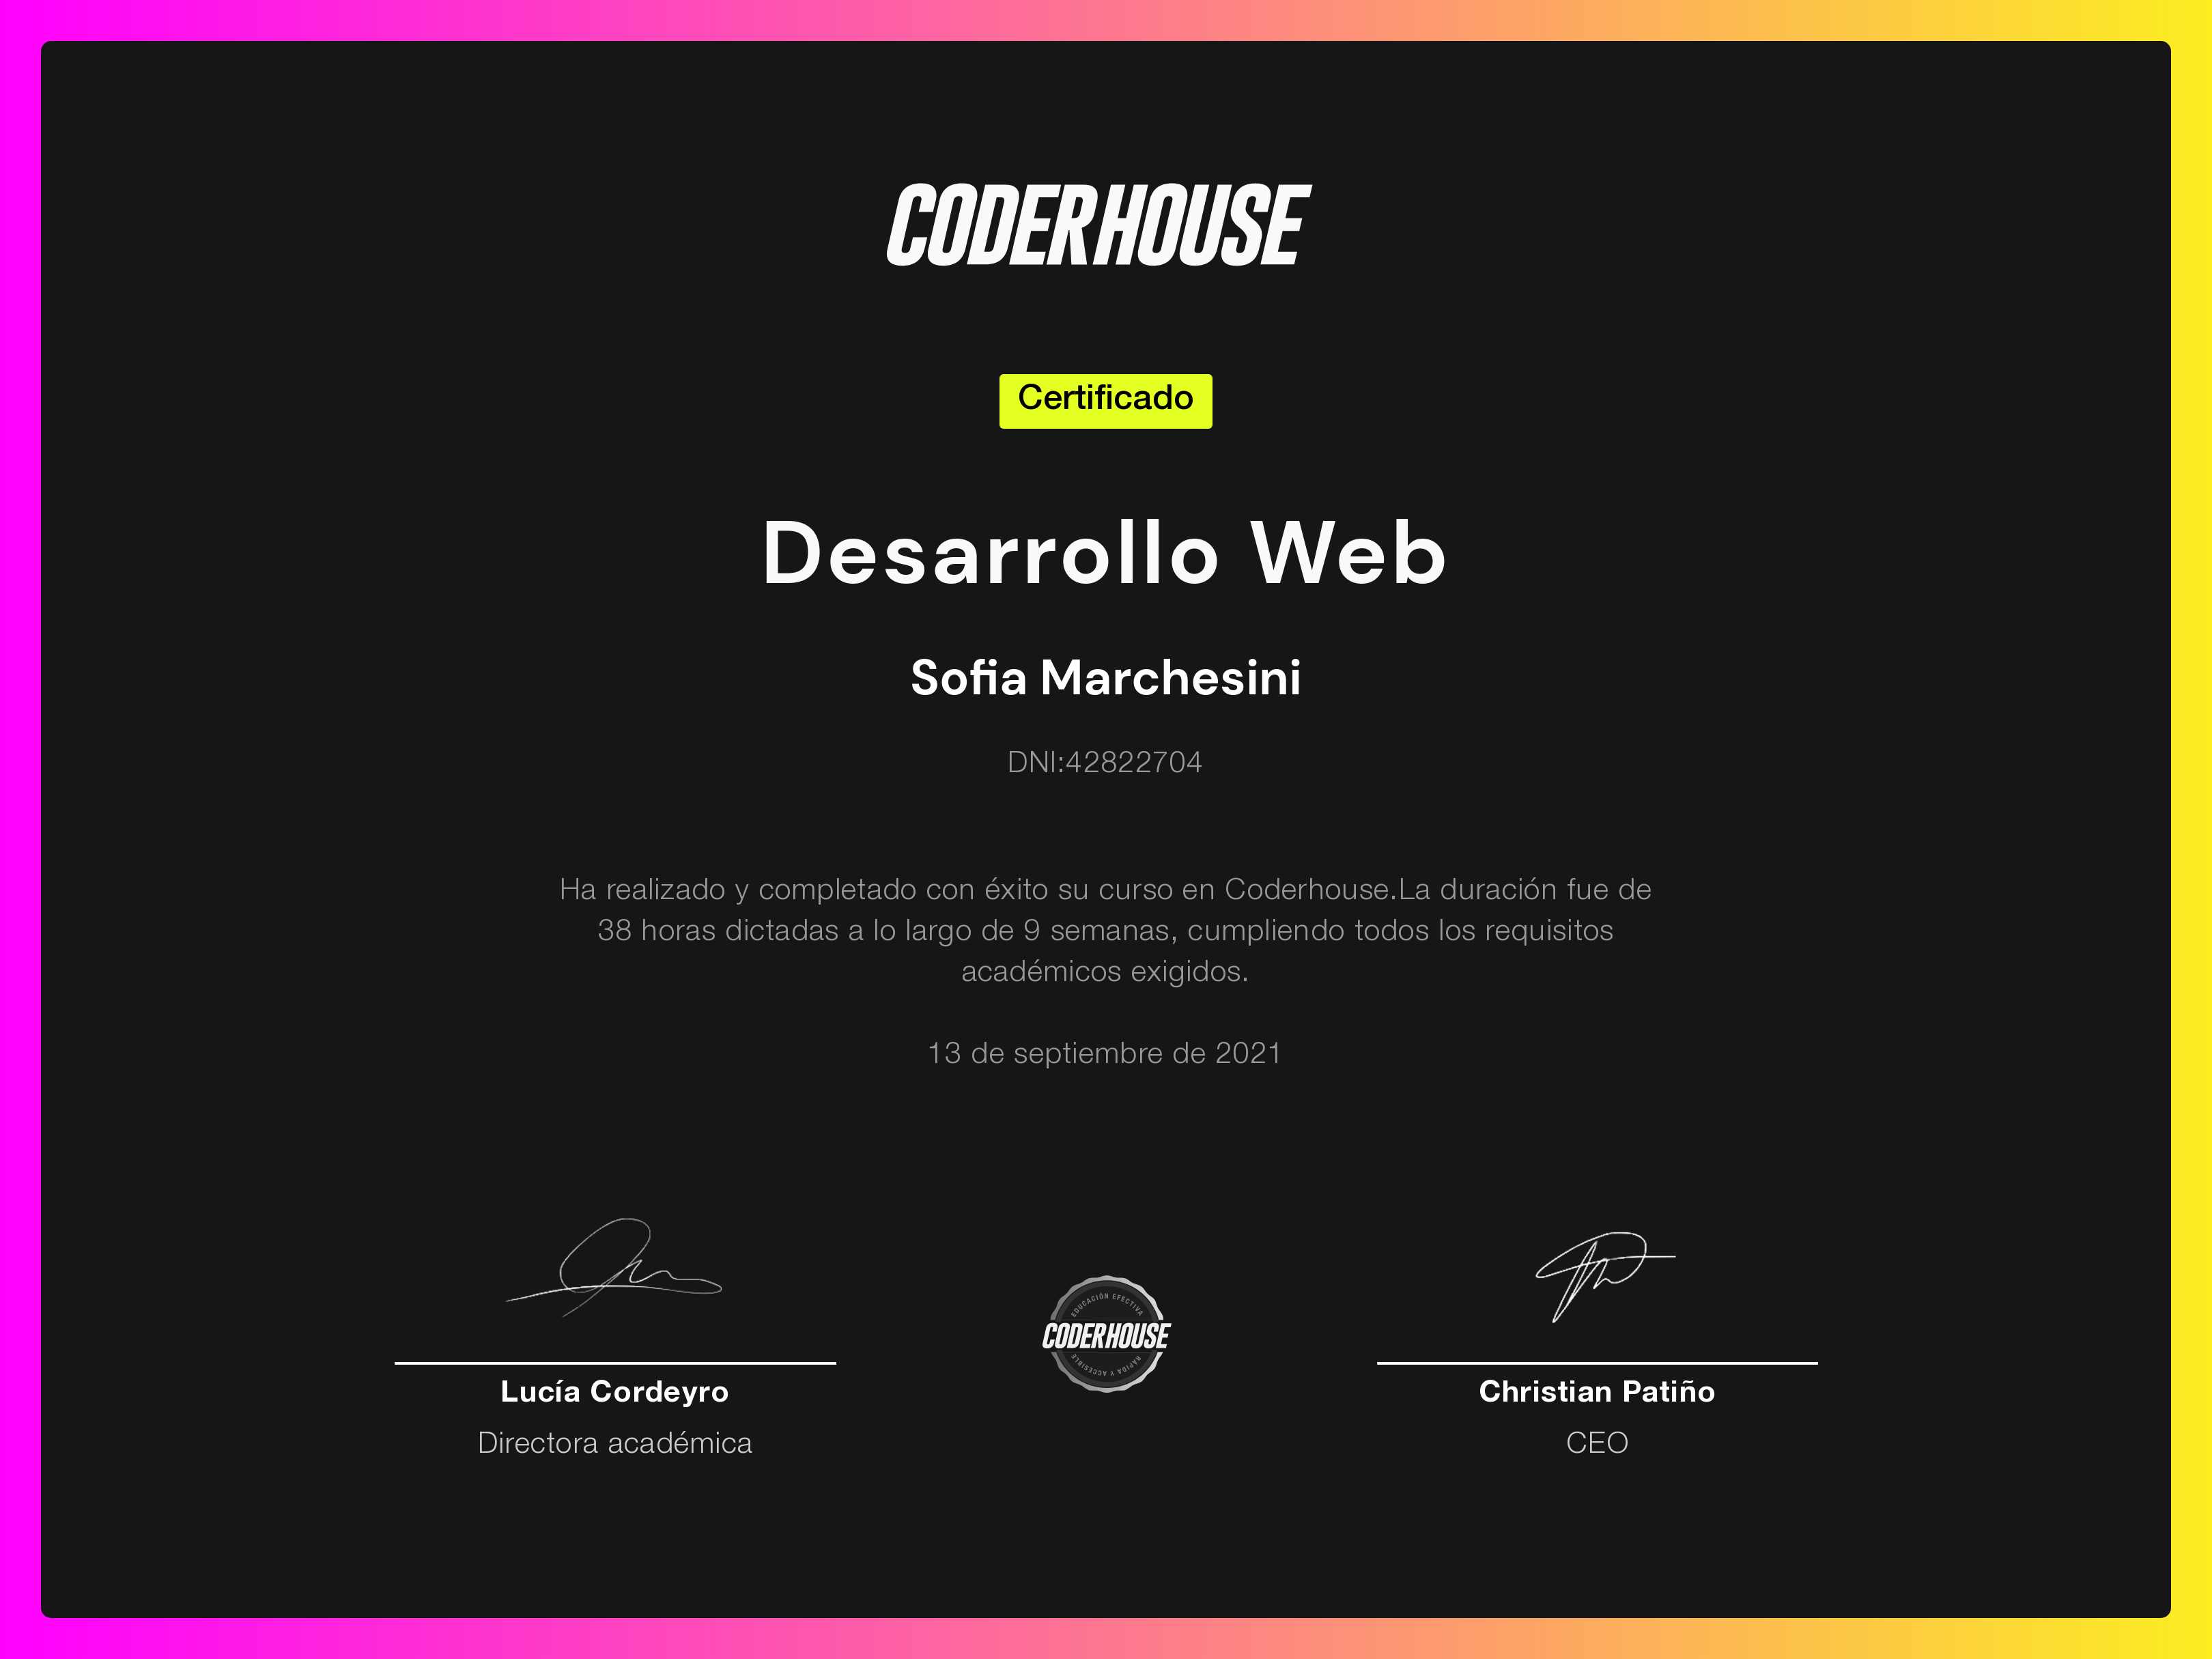 CODERHOUSE
Certificado
Desarrollo Web
Sofia Marchesini
DNI:42822704
Ha realizado y completado con éxito su curso en Coderhouse.La duración fue de
38 horas dictadas a lo largo de 9 semanas, cumpliendo todos los requisitos
académicos exigidos.
13 de septiembre de 2021
EDUCACIÓN EFECTIVA
CODERHOUSE
RÁPIDA Y ACCESIBLE
Lucía Cordeyro
Directora académica
Christian Patiño
CEO